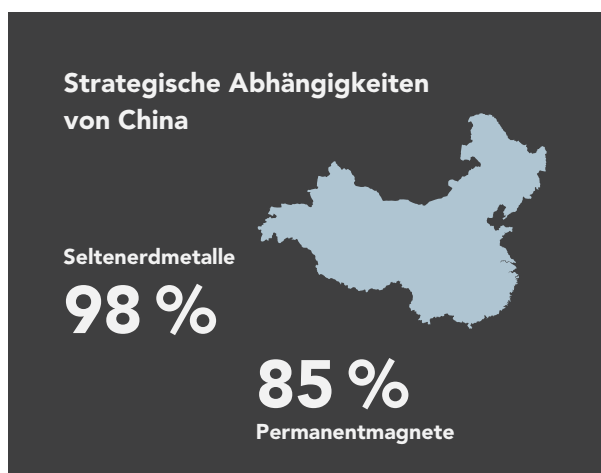 Strategische Abhängigkeiten
von China
Seltenerdmetalle
98 %
85 %
Permanentmagnete